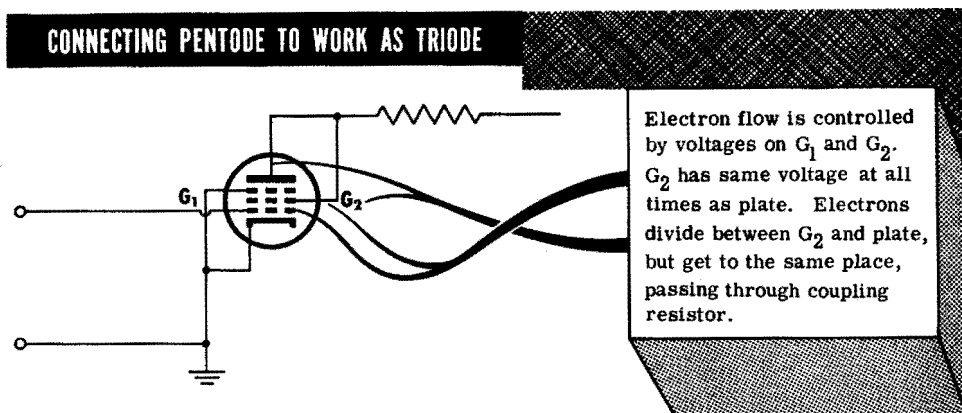 CONNECTING PENTODE TO WORK AS TRIODE
G₁
G₂
Electron flow is controlled
by voltages on G₁ and G₂.
G₂ has same voltage at all
times as plate. Electrons
divide between G₂ and plate,
but get to the same place,
passing through coupling
resistor.